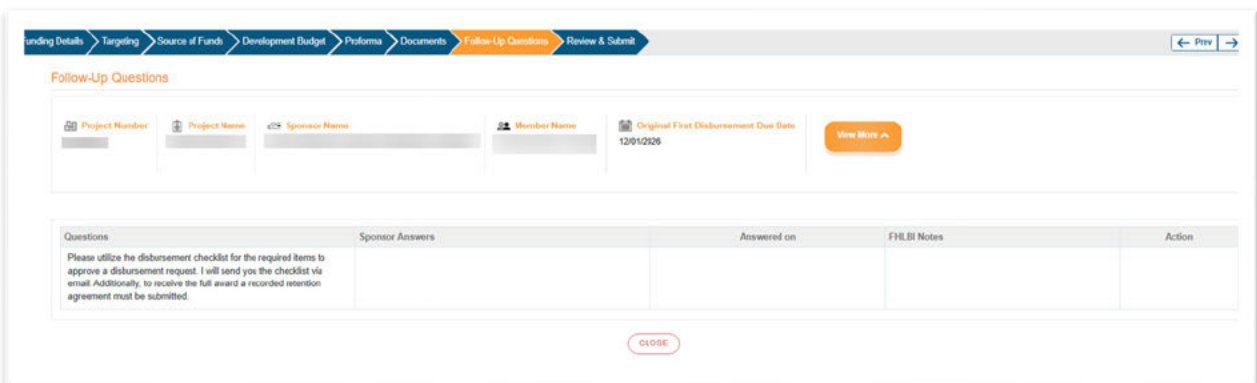 unding Details Targeting Source of Funds Development Budget Proforma Documents Follow-Up Questions Review & Submit ← Prev →
Follow-Up Questions
Project Number Project Name Sponsor Name Member Name Original First Disbursement Due Date View More
12/01/2026
Questions Sponsor Answers Answered on FHLBI Notes Action
Please utilize the disbursement checklist for the required items to
approve a disbursement request. I will send you the checklist via
email. Additionally, to receive the full award a recorded retention
agreement must be submitted.
CLOSE